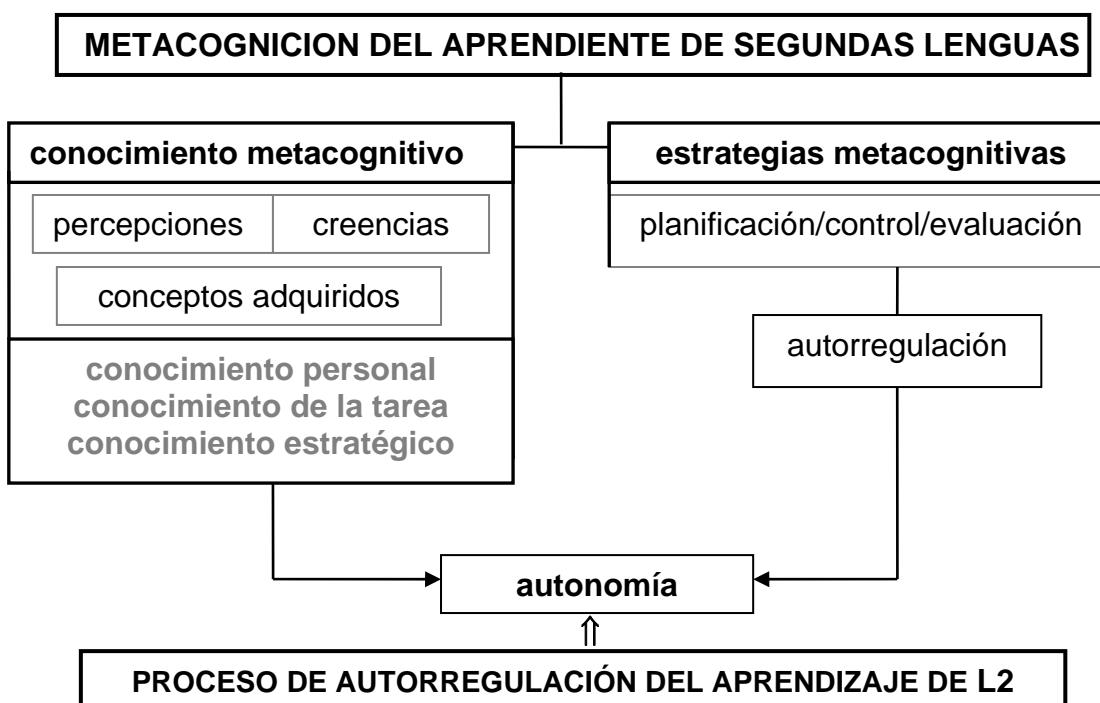 METACOGNICION DEL APRENDIENTE DE SEGUNDAS LENGUAS
conocimiento metacognitivo
percepciones
creencias
conceptos adquiridos
conocimiento personal
conocimiento de la tarea
conocimiento estratégico
estrategias metacognitivas
planificación/control/evaluación
autorregulación
autonomía
⇑
PROCESO DE AUTORREGULACIÓN DEL APRENDIZAJE DE L2